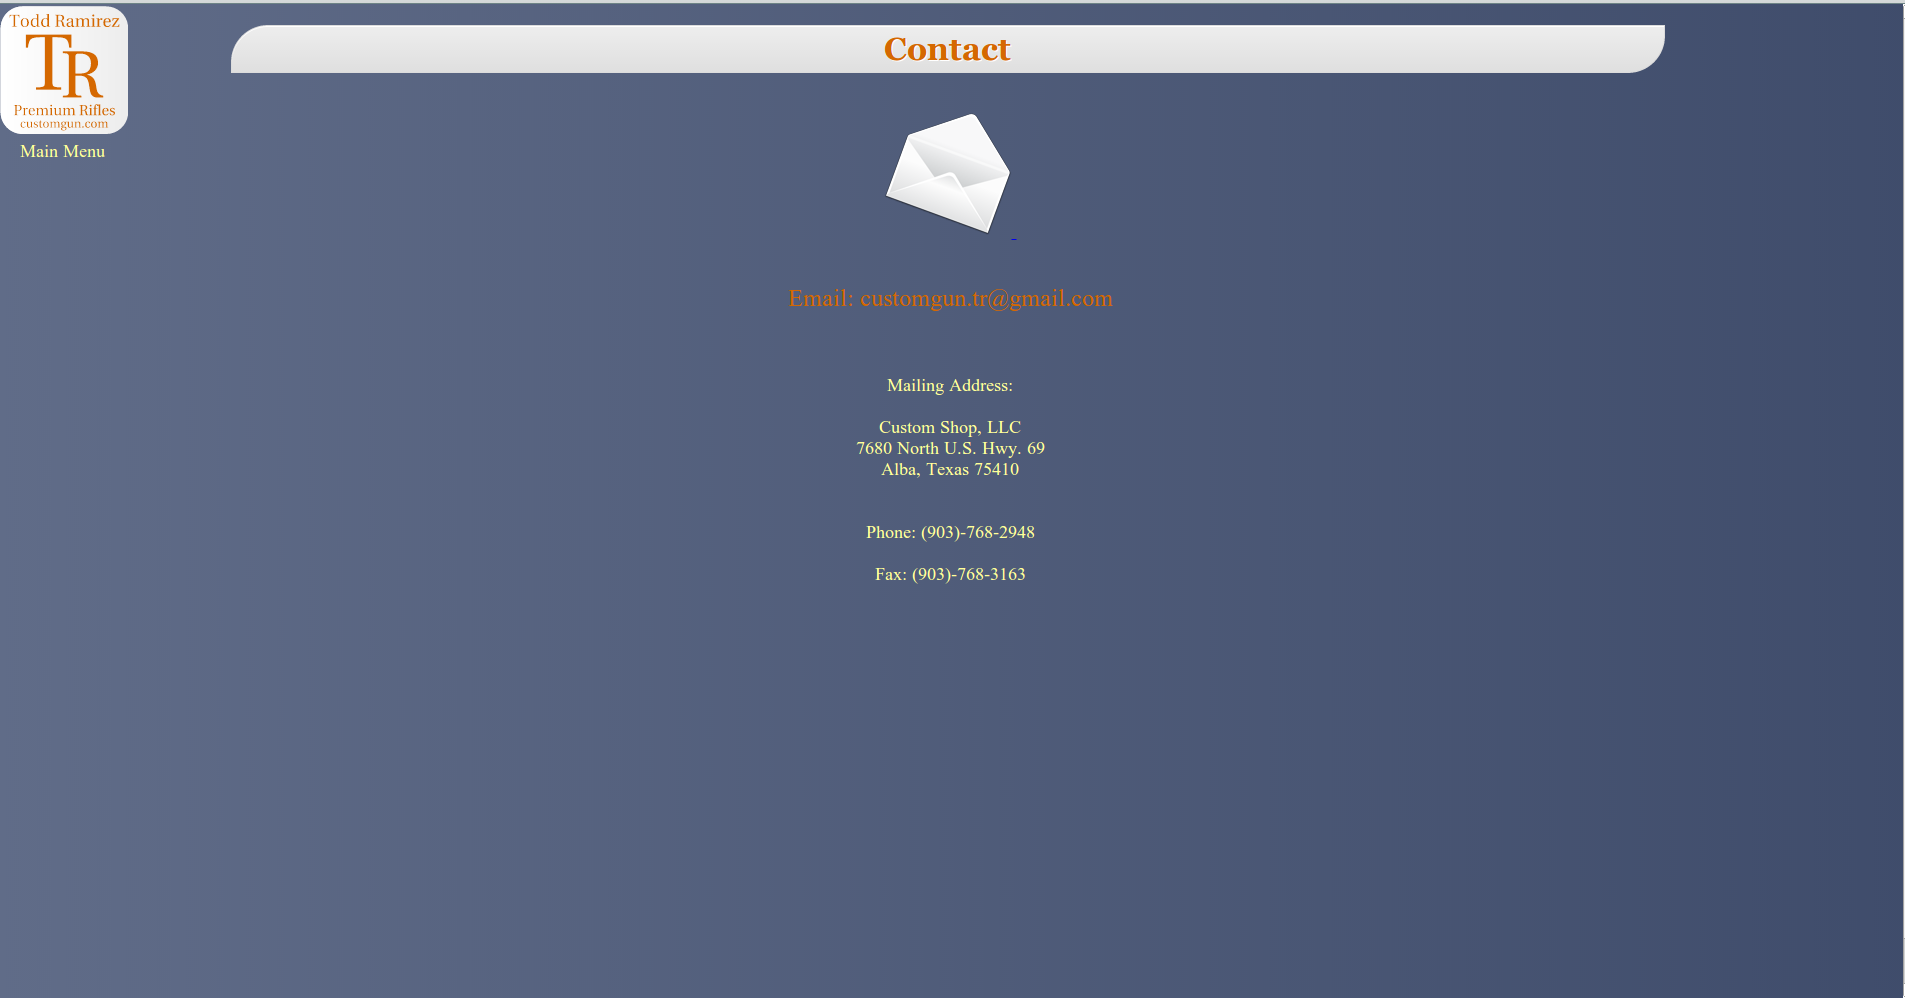 Todd Ramirez
TR
Premium Rifles
customgun.com
Main Menu
Contact
Email: customgun.tr@gmail.com
Mailing Address:
Custom Shop, LLC
7680 North U.S. Hwy. 69
Alba, Texas 75410
Phone: (903)-768-2948
Fax: (903)-768-3163